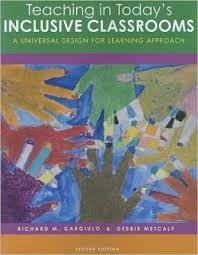 Teaching in Today's
INCLUSIVE CLASSROOMS
A UNIVERSAL DESIGN FOR LEARNING APPROACH
RICHARD M. GARGIULO & DEBBIE METCALF
SECOND EDITION